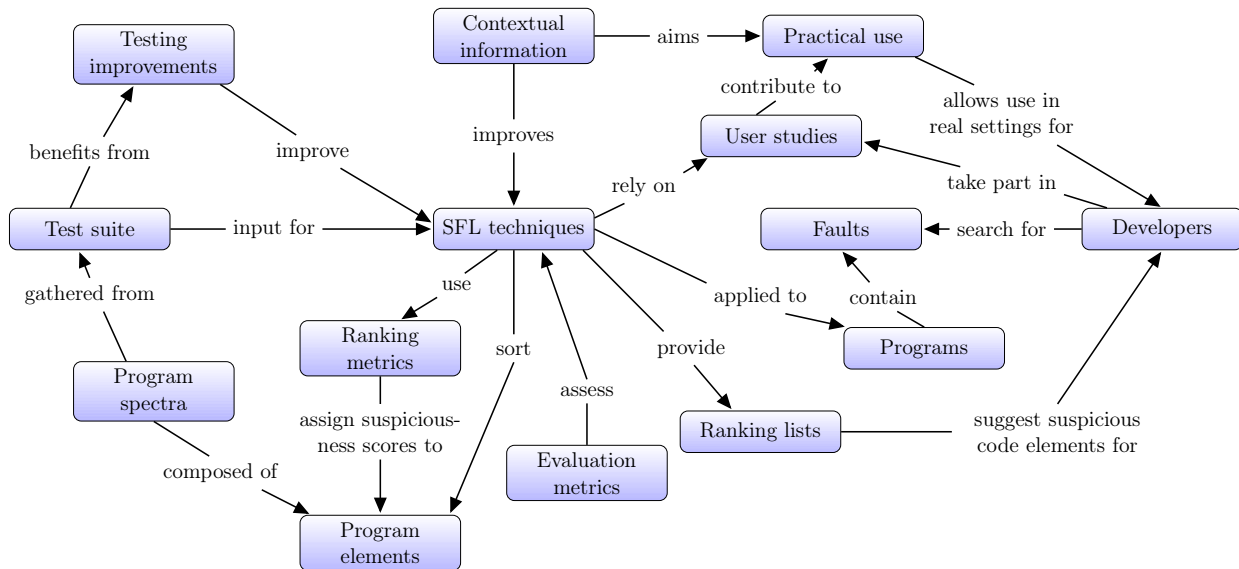 Testing
improvements
Contextual
information
aims
Practical use
contribute to
allows use in
real settings for
benefits from
improve
improves
User studies
rely on
take part in
Test suite
input for
SFL techniques
Faults
search for
Developers
gathered from
use
applied to
contain
Ranking
metrics
sort
provide
Programs
Program
spectra
assess
assign suspicious-
ness scores to
Ranking lists
suggest suspicious
code elements for
composed of
Evaluation
metrics
Program
elements